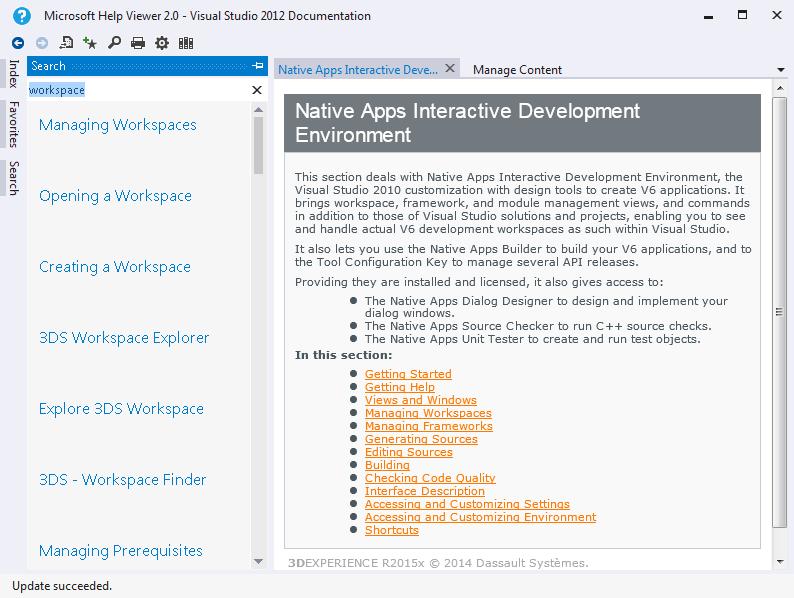 Microsoft Help Viewer 2.0 - Visual Studio 2012 Documentation
Index
Favorites
Search
Search
workspace
Managing Workspaces
Opening a Workspace
Creating a Workspace
3DS Workspace Explorer
Explore 3DS Workspace
3DS - Workspace Finder
Managing Prerequisites
Native Apps Interactive Deve...
Manage Content
Native Apps Interactive Development
Environment
This section deals with Native Apps Interactive Development Environment, the
Visual Studio 2010 customization with design tools to create V6 applications. It
brings workspace, framework, and module management views, and commands
in addition to those of Visual Studio solutions and projects, enabling you to see
and handle actual V6 development workspaces as such within Visual Studio.
It also lets you use the Native Apps Builder to build your V6 applications, and to
the Tool Configuration Key to manage several API releases.
Providing they are installed and licensed, it also gives access to:
The Native Apps Dialog Designer to design and implement your
dialog windows.
The Native Apps Source Checker to run C++ source checks.
The Native Apps Unit Tester to create and run test objects.
In this section:
Getting Started
Getting Help
Views and Windows
Managing Workspaces
Managing Frameworks
Generating Sources
Editing Sources
Building
Checking Code Quality
Interface Description
Accessing and Customizing Settings
Accessing and Customizing Environment
Shortcuts
3DEXPERIENCE R2015x © 2014 Dassault Systèmes.
Update succeeded.